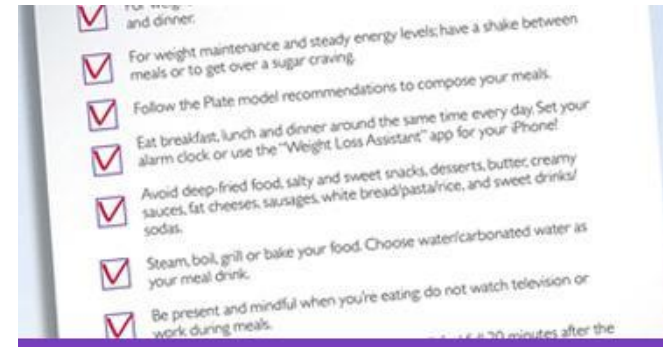 and dinner.
For weight maintenance and steady energy levels; have a shake between
meals or to get over a sugar craving.
Follow the Plate model recommendations to compose your meals.
Eat breakfast, lunch and dinner around the same time every day. Set your
alarm clock or use the "Weight Loss Assistant" app for your iPhone!
Avoid deep-fried food, salty and sweet snacks, desserts, butter, creamy
sauces, fat cheeses, sausages, white bread/pasta/rice, and sweet drinks/
sodas.
Steam, boil, grill or bake your food. Choose water/carbonated water as
your meal drink.
Be present and mindful when you're eating: do not watch television or
work during meals.
20 minutes after the